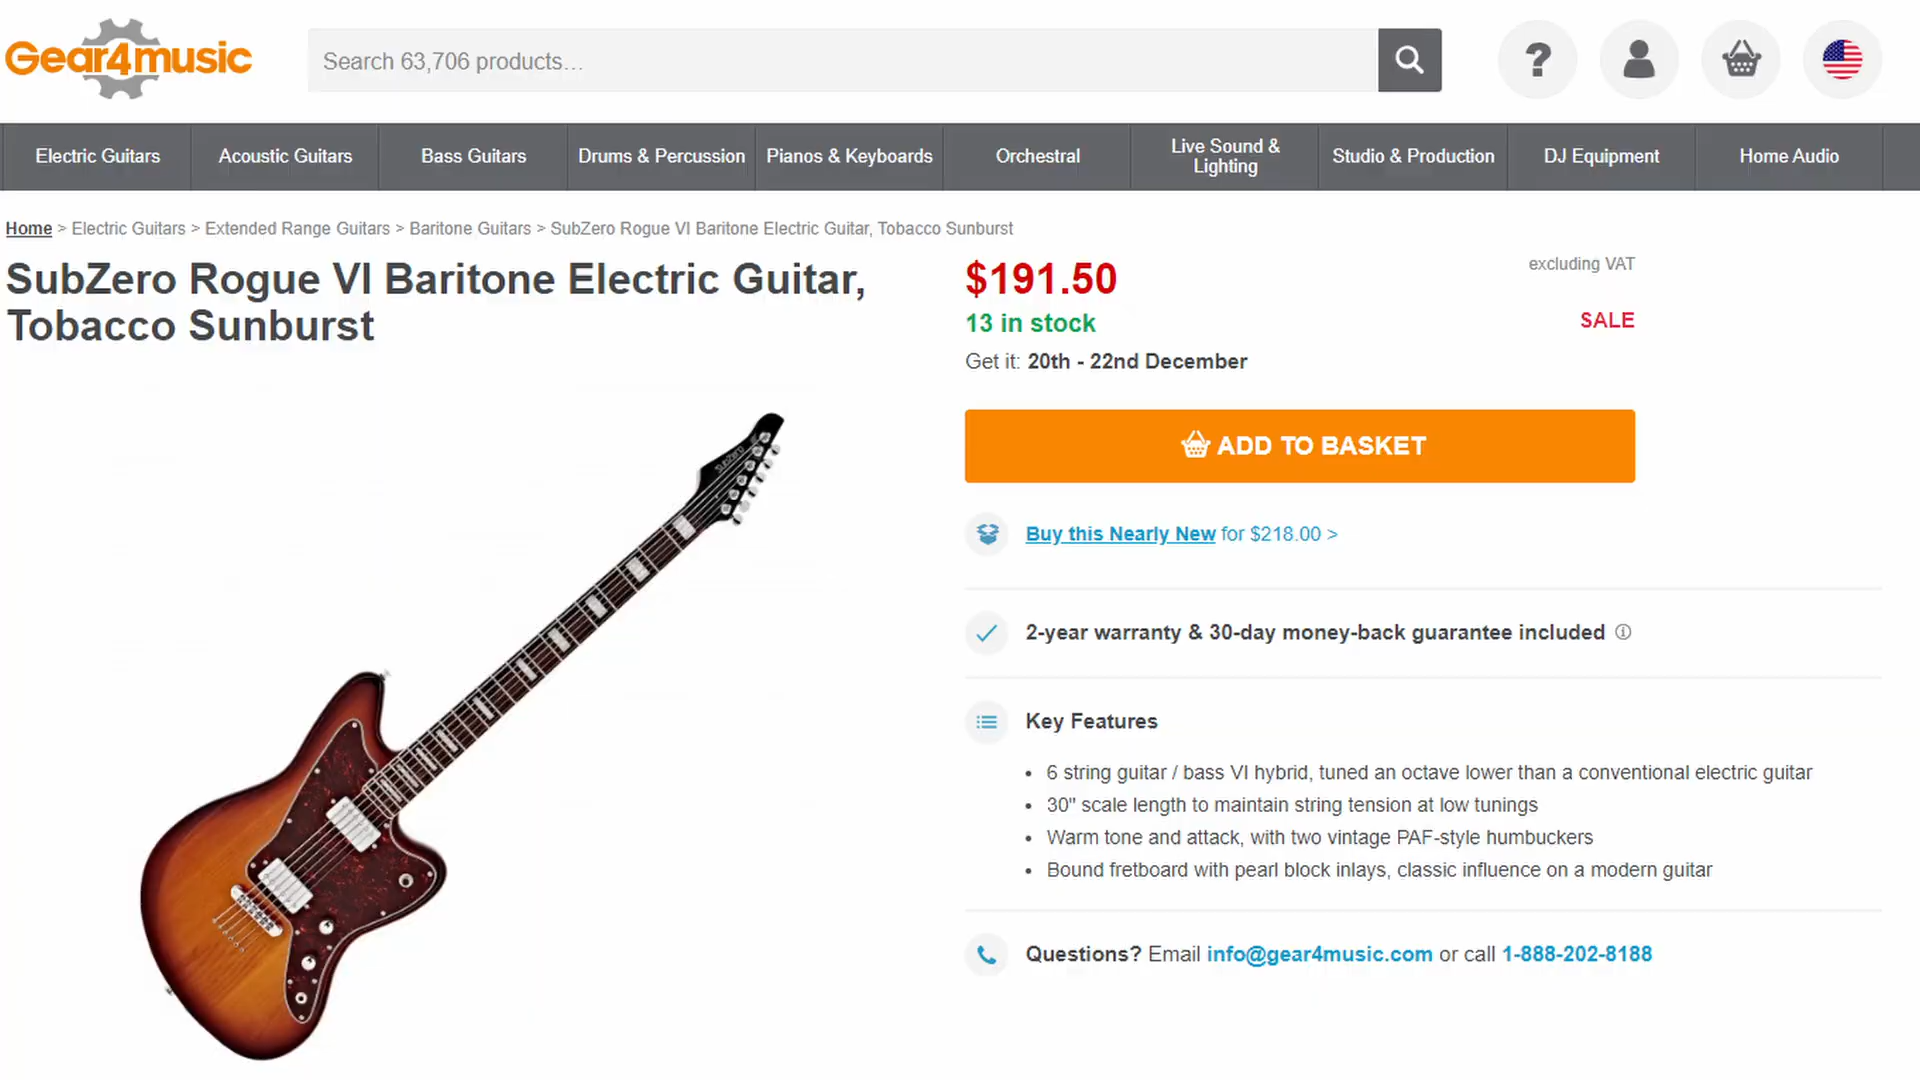 Gear4music
Search 63,706 products...
?
Electric Guitars
Acoustic Guitars
Bass Guitars
Drums & Percussion
Pianos & Keyboards
Orchestral
Live Sound &
Lighting
Studio & Production
DJ Equipment
Home Audio
Home > Electric Guitars > Extended Range Guitars > Baritone Guitars > SubZero Rogue VI Baritone Electric Guitar, Tobacco Sunburst
SubZero Rogue VI Baritone Electric Guitar,
Tobacco Sunburst
SubZero
$191.50
excluding VAT
13 in stock
SALE
Get it: 20th - 22nd December
ADD TO BASKET
Buy this Nearly New for $218.00 >
2-year warranty & 30-day money-back guarantee included
Key Features
• 6 string guitar / bass VI hybrid, tuned an octave lower than a conventional electric guitar
• 30" scale length to maintain string tension at low tunings
• Warm tone and attack, with two vintage PAF-style humbuckers
• Bound fretboard with pearl block inlays, classic influence on a modern guitar
Questions? Email info@gear4music.com or call 1-888-202-8188